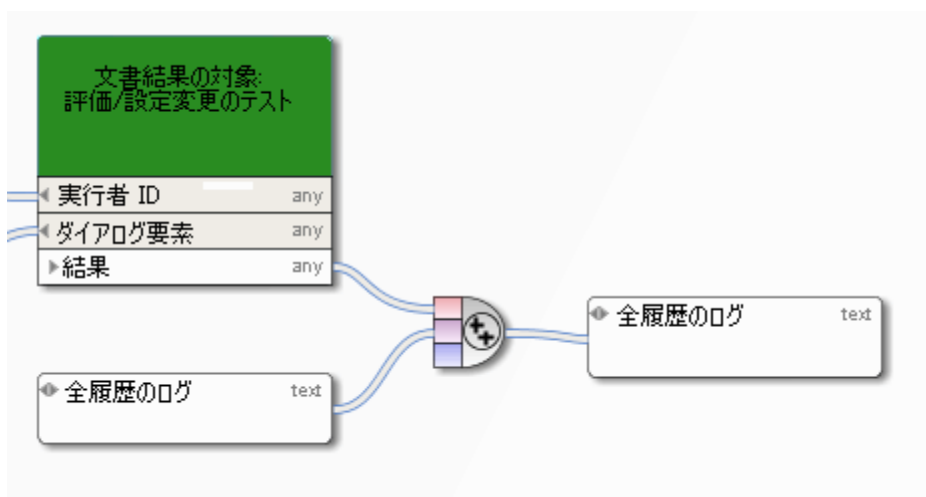 文書結果の対象:
評価/設定変更のテスト
実行者 ID any
ダイアログ要素 any
結果 any
全履歴のログ text
全履歴のログ text